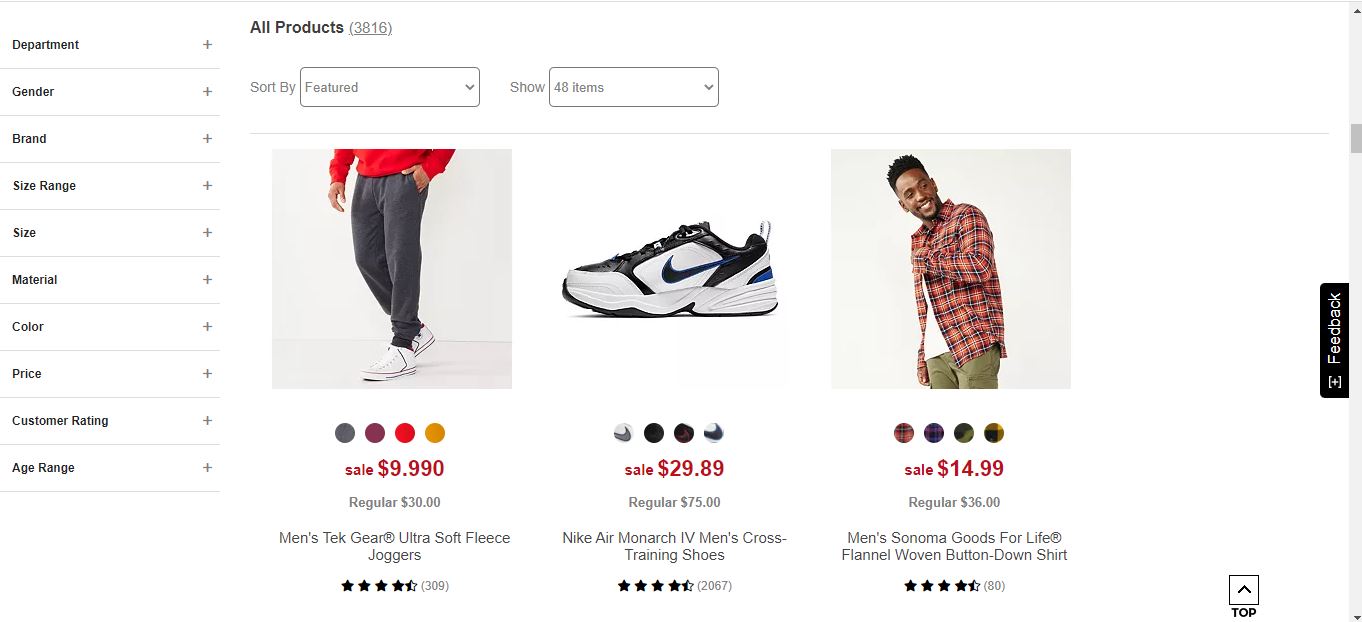 All Products (3816)
Department +
Gender +
Brand +
Size Range +
Size +
Material +
Color +
Price +
Customer Rating +
Age Range +
Sort By Featured Show 48 items
sale $9.990
Regular $30.00
Men's Tek Gear® Ultra Soft Fleece
Joggers
(309)
sale $29.89
Regular $75.00
Nike Air Monarch IV Men's Cross-
Training Shoes
(2067)
sale $14.99
Regular $36.00
Men's Sonoma Goods For Life®
Flannel Woven Button-Down Shirt
(80)
[+] Feedback
TOP